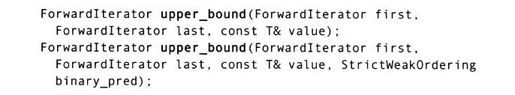 ForwardIterator upper_bound(ForwardIterator first,
ForwardIterator last, const T& value);
ForwardIterator upper_bound(ForwardIterator first,
ForwardIterator last, const T& value, StrictWeakOrdering
binary_pred);